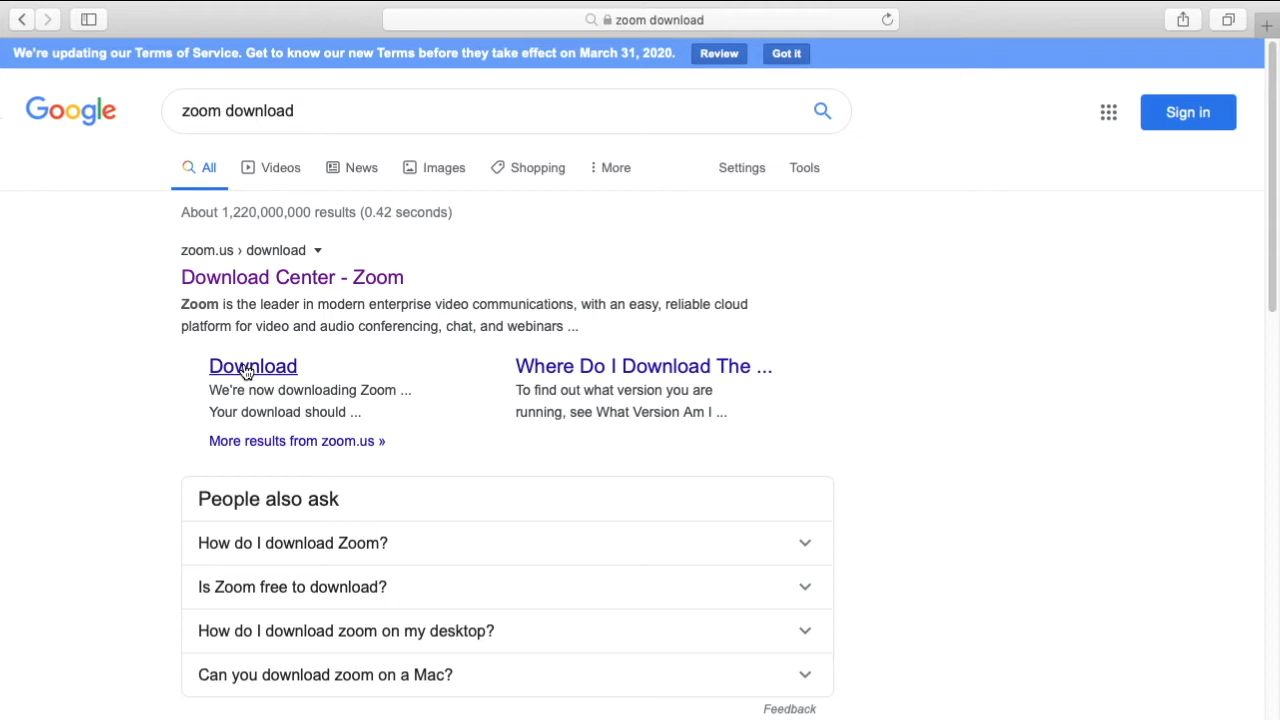 zoom download
We're updating our Terms of Service. Get to know our new Terms before they take effect on March 31, 2020. Review Got it
Google zoom download Sign in
All Videos News Images Shopping More Settings Tools
About 1,220,000,000 results (0.42 seconds)
zoom.us › download
Download Center - Zoom
Zoom is the leader in modern enterprise video communications, with an easy, reliable cloud
platform for video and audio conferencing, chat, and webinars ...
Download
We're now downloading Zoom ...
Your download should ...
Where Do I Download The ...
To find out what version you are
running, see What Version Am I ...
More results from zoom.us »
People also ask
How do I download Zoom?
Is Zoom free to download?
How do I download zoom on my desktop?
Can you download zoom on a Mac?
Feedback